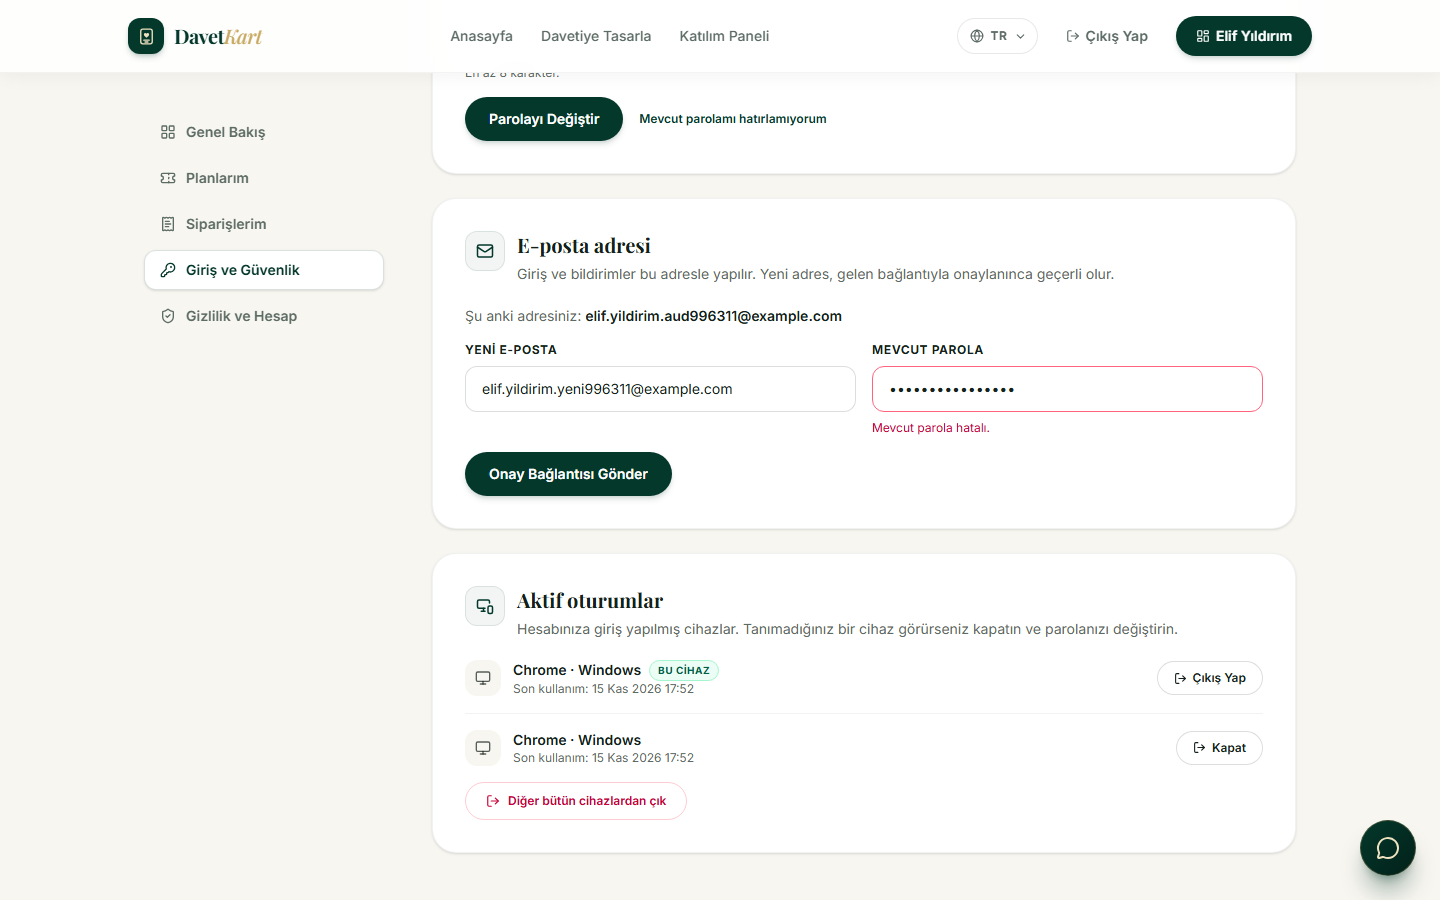 DavetKart
Anasayfa
Davetiye Tasarla
Katılım Paneli
TR
Çıkış Yap
Elif Yıldırım
Genel Bakış
Planlarım
Siparişlerim
Giriş ve Güvenlik
Gizlilik ve Hesap
En az 8 karakter.
Parolayı Değiştir
Mevcut parolamı hatırlamıyorum
E-posta adresi
Giriş ve bildirimler bu adresle yapılır. Yeni adres, gelen bağlantıyla onaylanınca geçerli olur.
Şu anki adresiniz: elif.yildirim.aud996311@example.com
YENİ E-POSTA
elif.yildirim.yeni996311@example.com
MEVCUT PAROLA
••••••••••••••••
Mevcut parola hatalı.
Onay Bağlantısı Gönder
Aktif oturumlar
Hesabınıza giriş yapılmış cihazlar. Tanımadığınız bir cihaz görürseniz kapatın ve parolanızı değiştirin.
Chrome · Windows BU CİHAZ
Son kullanım: 15 Kas 2026 17:52
Çıkış Yap
Chrome · Windows
Son kullanım: 15 Kas 2026 17:52
Kapat
Diğer bütün cihazlardan çık